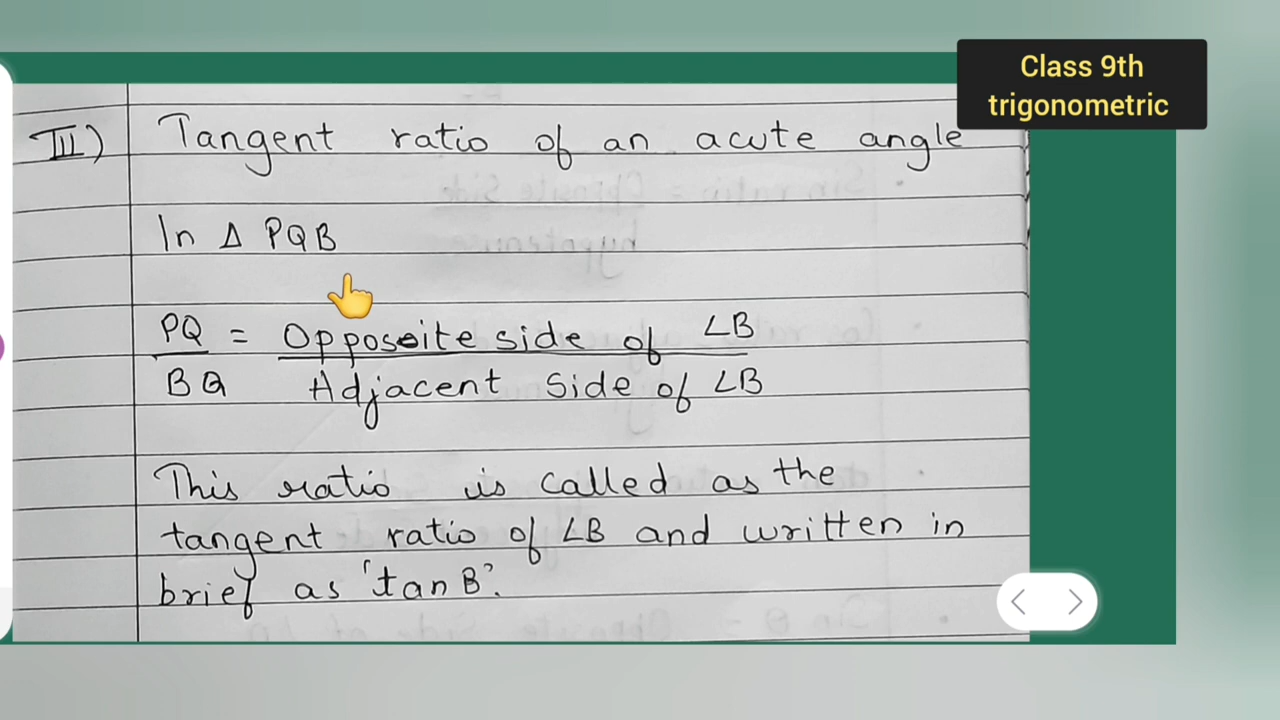 Class 9th
trigonometric
III) Tangent ratio of an acute angle
In Δ PQB
PQ = Opposite side of ∠B
BQ Adjacent Side of ∠B
This ratio is called as the
tangent ratio of ∠B and written in
brief as 'tan B'.